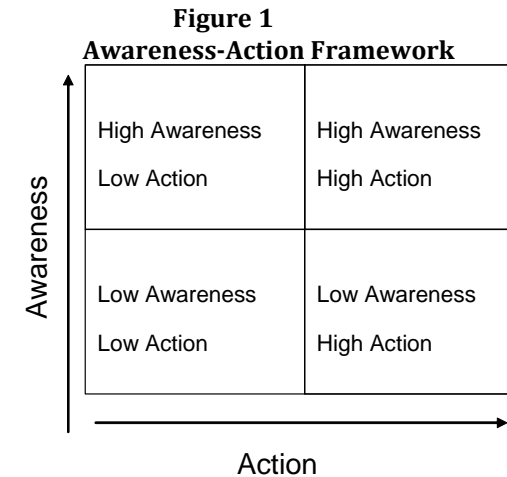 Figure 1
Awareness-Action Framework
High Awareness
Low Action
High Awareness
High Action
Awareness
Low Awareness
Low Action
Low Awareness
High Action
Action